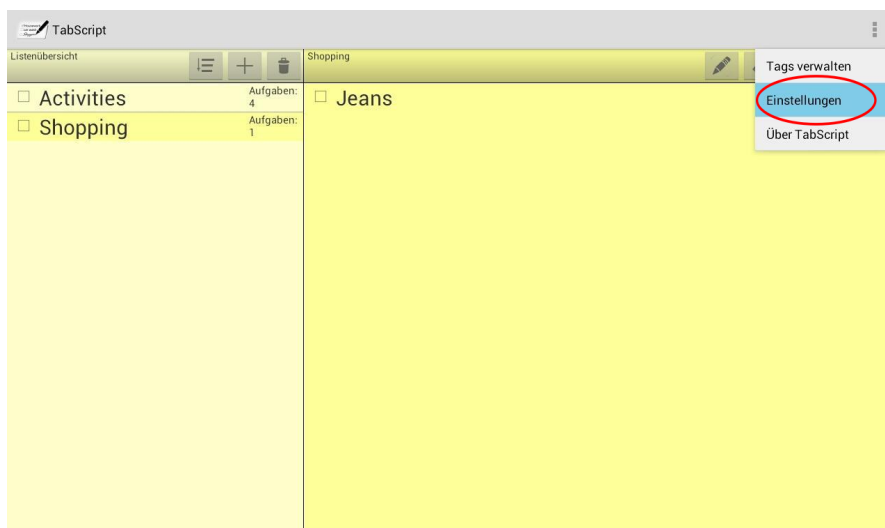 TabScript
Listenübersicht
Shopping
Tags verwalten
Einstellungen
Über TabScript
Activities
Aufgaben:
4
Shopping
Aufgaben:
1
Jeans